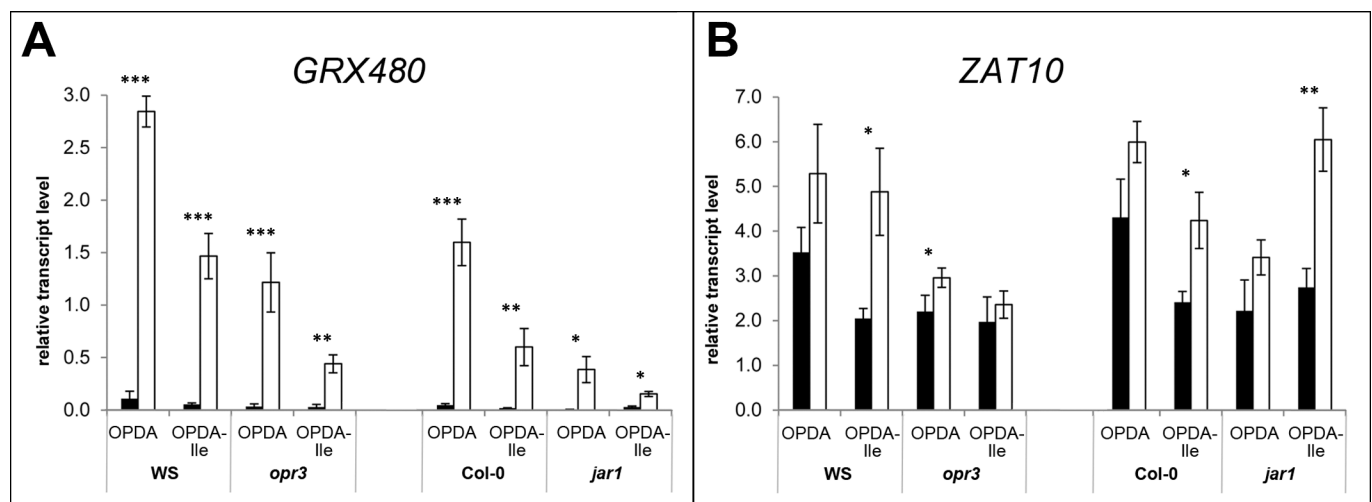 A
GRX480
relative transcript level
3.0
2.5
2.0
1.5
1.0
0.5
0.0
***
***
***
**
***
**
*
*
OPDA OPDA- OPDA OPDA- OPDA OPDA- OPDA OPDA-
Ile Ile Ile Ile
WS opr3 Col-0 jar1
B
ZAT10
relative transcript level
7.0
6.0
5.0
4.0
3.0
2.0
1.0
0.0
*
*
*
**
OPDA OPDA- OPDA OPDA- OPDA OPDA- OPDA OPDA-
Ile Ile Ile Ile
WS opr3 Col-0 jar1